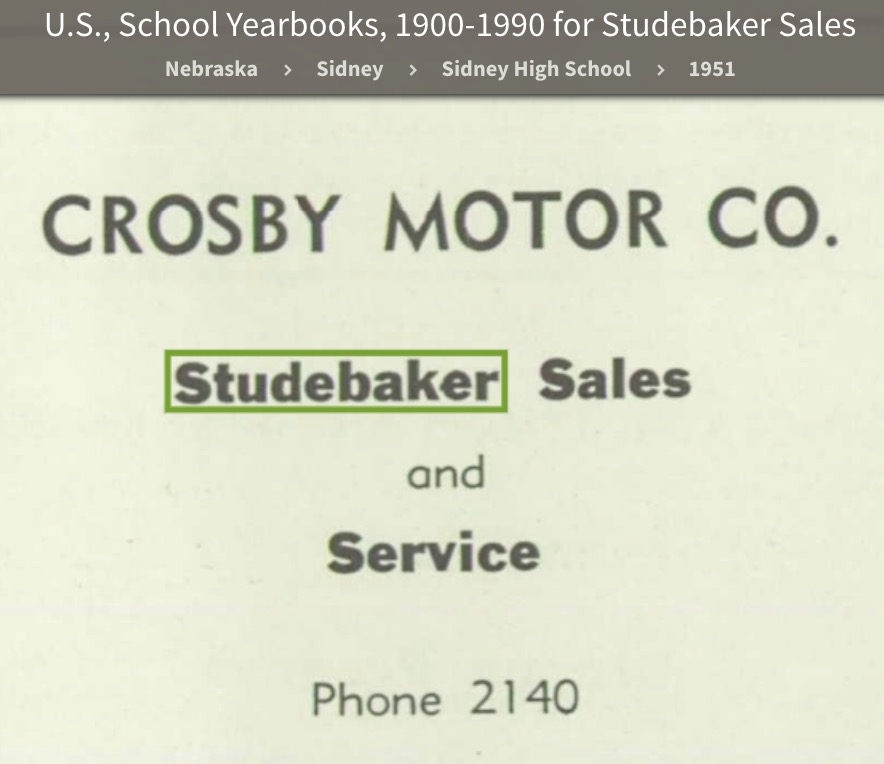 U.S., School Yearbooks, 1900-1990 for Studebaker Sales
Nebraska > Sidney > Sidney High School > 1951
CROSBY MOTOR CO.
Studebaker Sales
and
Service
Phone 2140